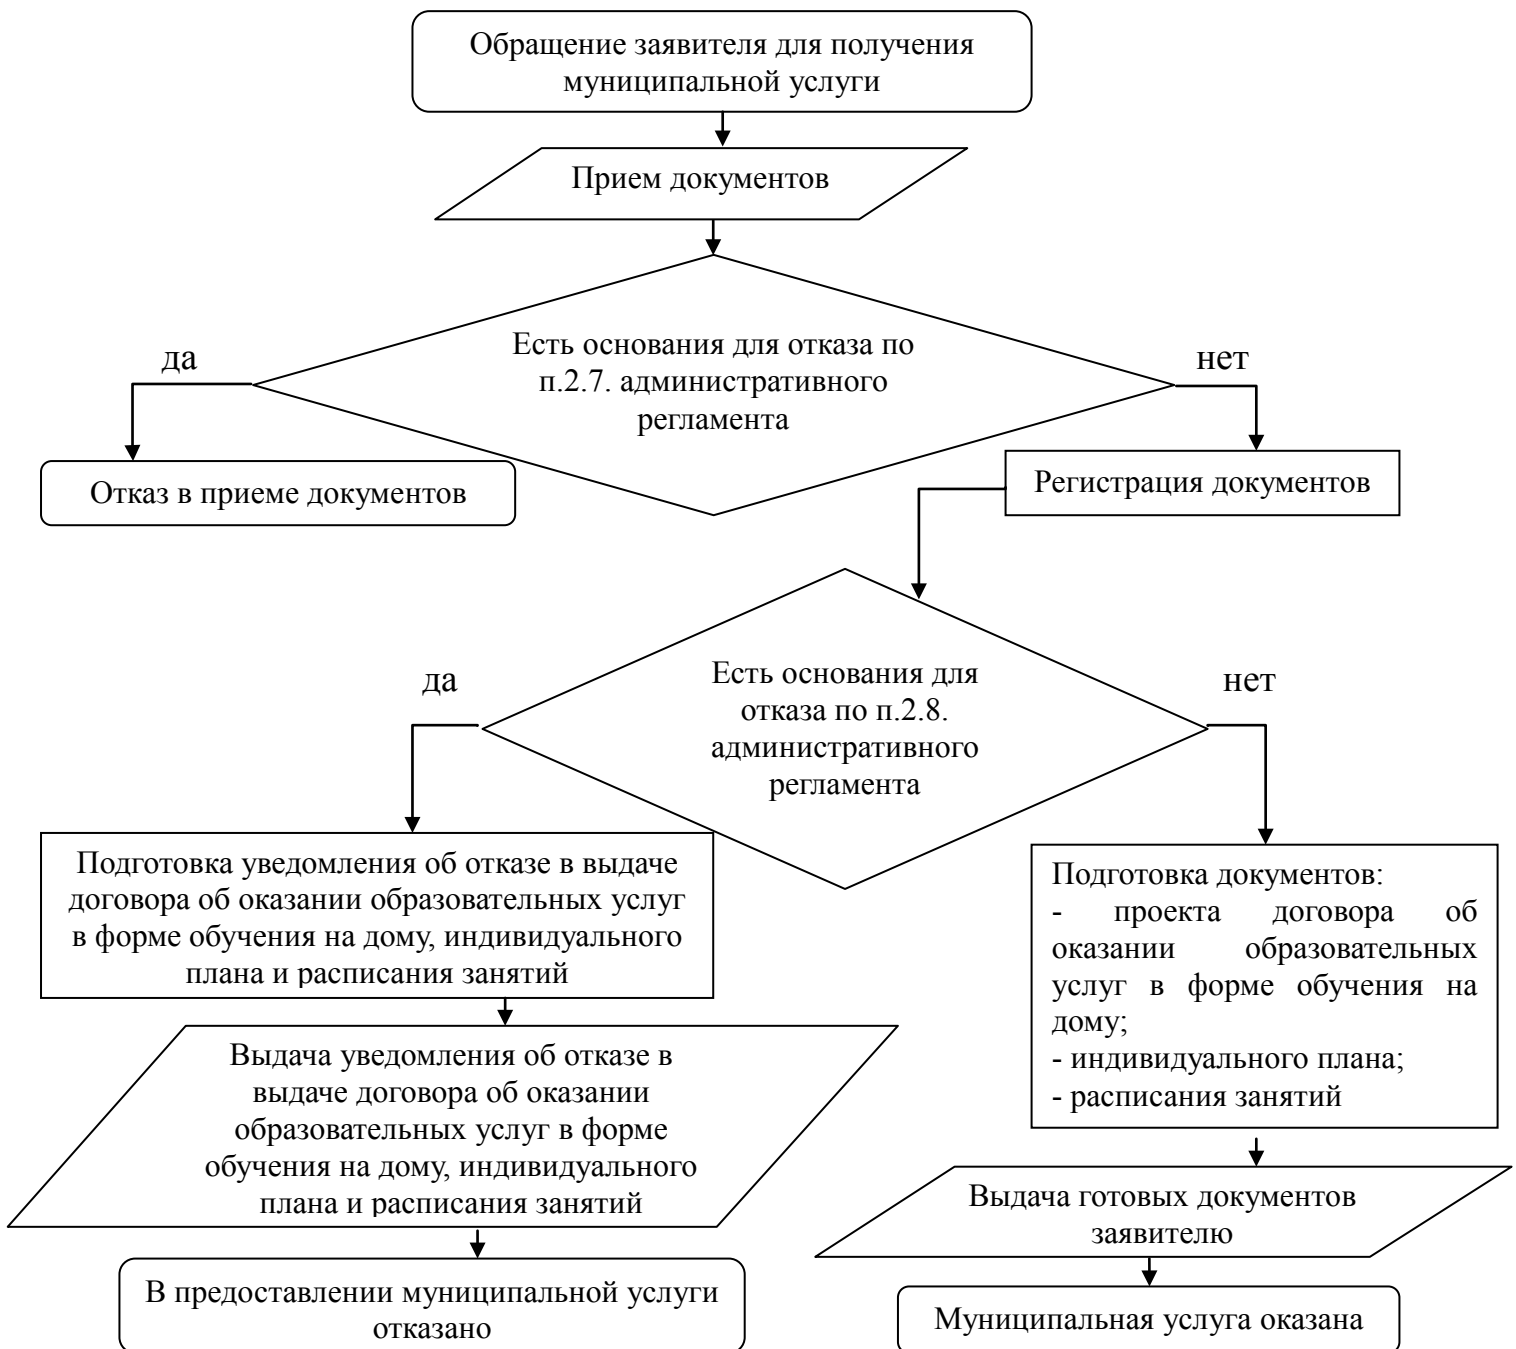 Обращение заявителя для получения
муниципальной услуги
Прием документов
Есть основания для отказа по
п.2.7. административного
регламента
да
нет
Отказ в приеме документов
Регистрация документов
Есть основания для
отказа по п.2.8.
административного
регламента
да
нет
Подготовка уведомления об отказе в выдаче
договора об оказании образовательных услуг
в форме обучения на дому, индивидуального
плана и расписания занятий
Подготовка документов:
- проекта договора об
оказании образовательных
услуг в форме обучения на
дому;
- индивидуального плана;
- расписания занятий
Выдача уведомления об отказе в
выдаче договора об оказании
образовательных услуг в форме
обучения на дому, индивидуального
плана и расписания занятий
Выдача готовых документов
заявителю
В предоставлении муниципальной услуги
отказано
Муниципальная услуга оказана